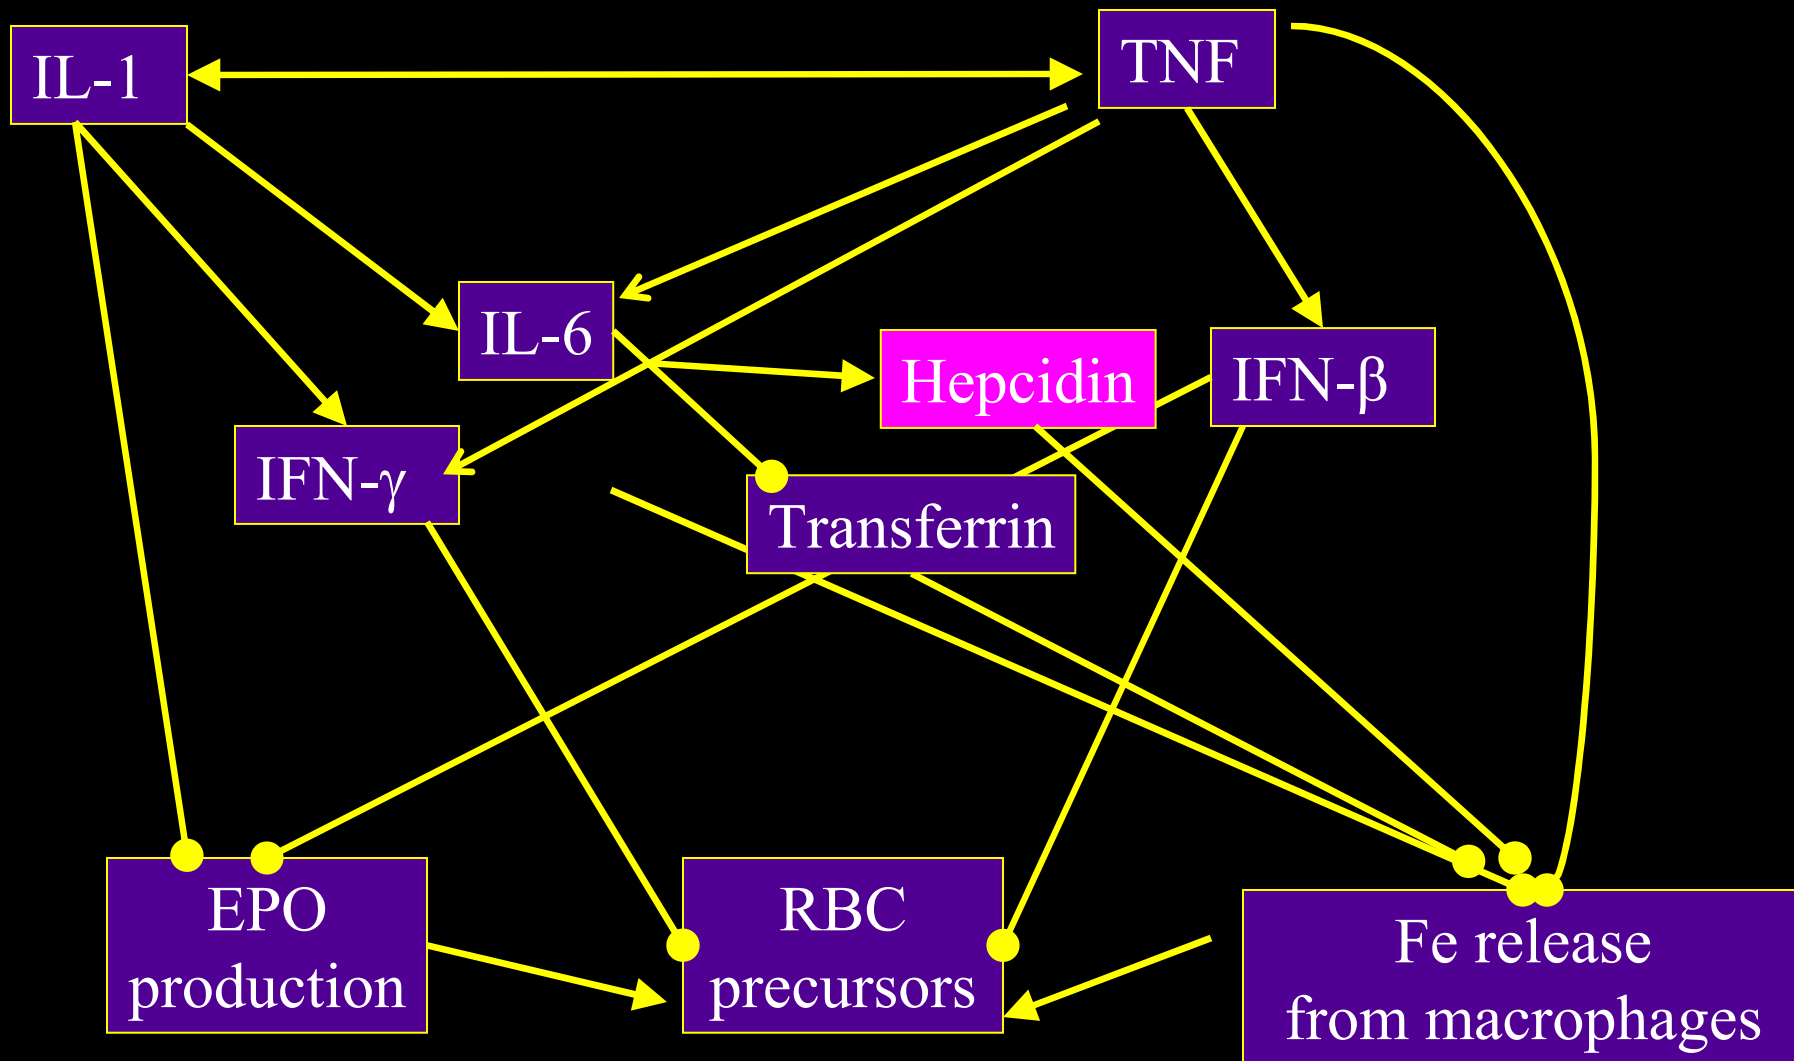 IL-1
TNF
IL-6
Hepcidin
IFN-β
IFN-γ
Transferrin
EPO
production
RBC
precursors
Fe release
from macrophages